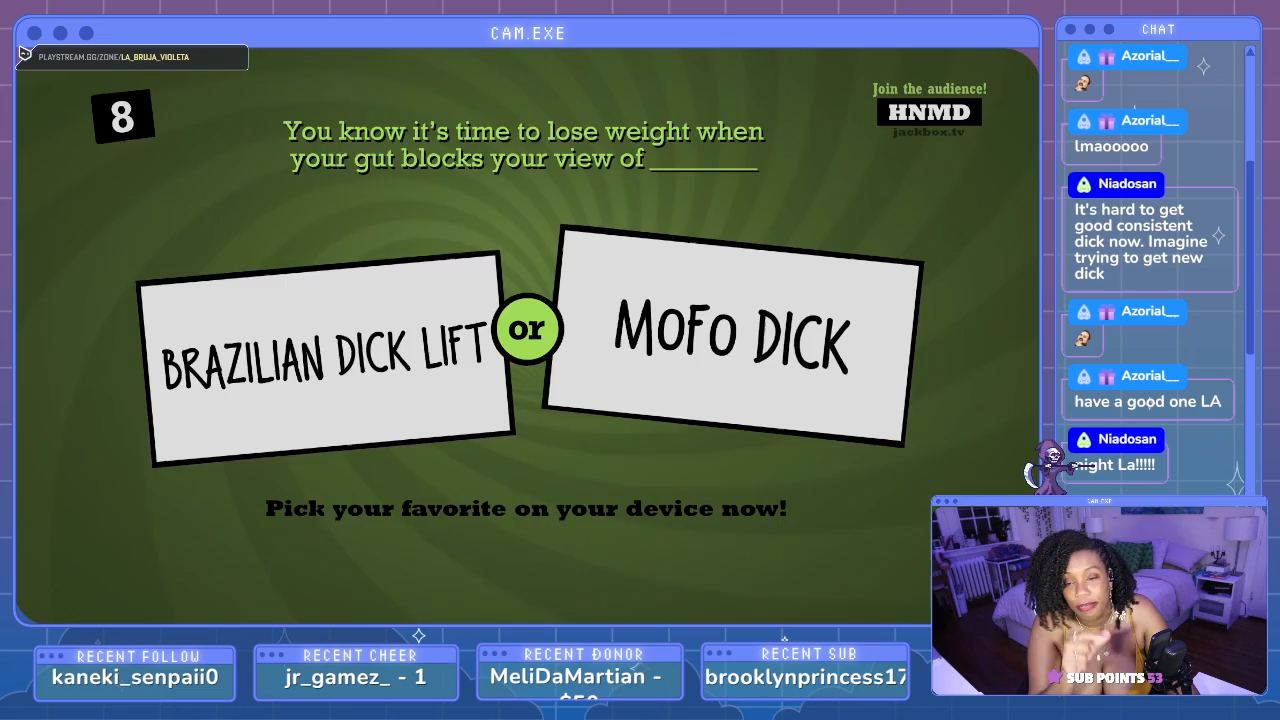 CAM.EXE
PLAYSTREAM.GG/ZONE/LA_BRUJA_VIOLETA
8
You know it's time to lose weight when
your gut blocks your view of ________
Join the audience!
HNMD
jackbox.tv
BRAZILIAN DICK LIFT
or
MOFO DICK
Pick your favorite on your device now!
CHAT
Azorial__
Azorial__
lmaooooo
Niadosan
It's hard to get
good consistent
dick now. Imagine
trying to get new
dick
Azorial__
Azorial__
have a good one LA
Niadosan
night La!!!!!
CAM.EXE
SUB POINTS 53
RECENT FOLLOW
kaneki_senpaii0
RECENT CHEER
jr_gamez_ - 1
RECENT DONOR
MeliDaMartian -
RECENT SUB
brooklynprincess17